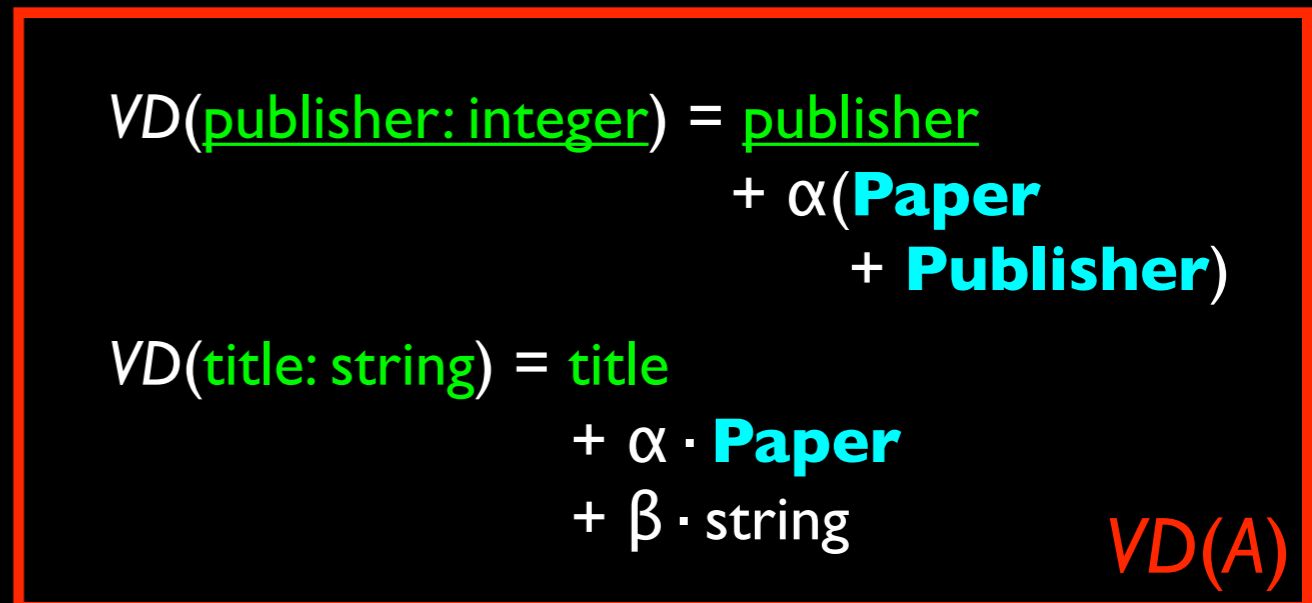 VD(publisher: integer) = publisher
+ α(Paper
+ Publisher)
VD(title: string) = title
+ α · Paper
+ β · string
VD(A)